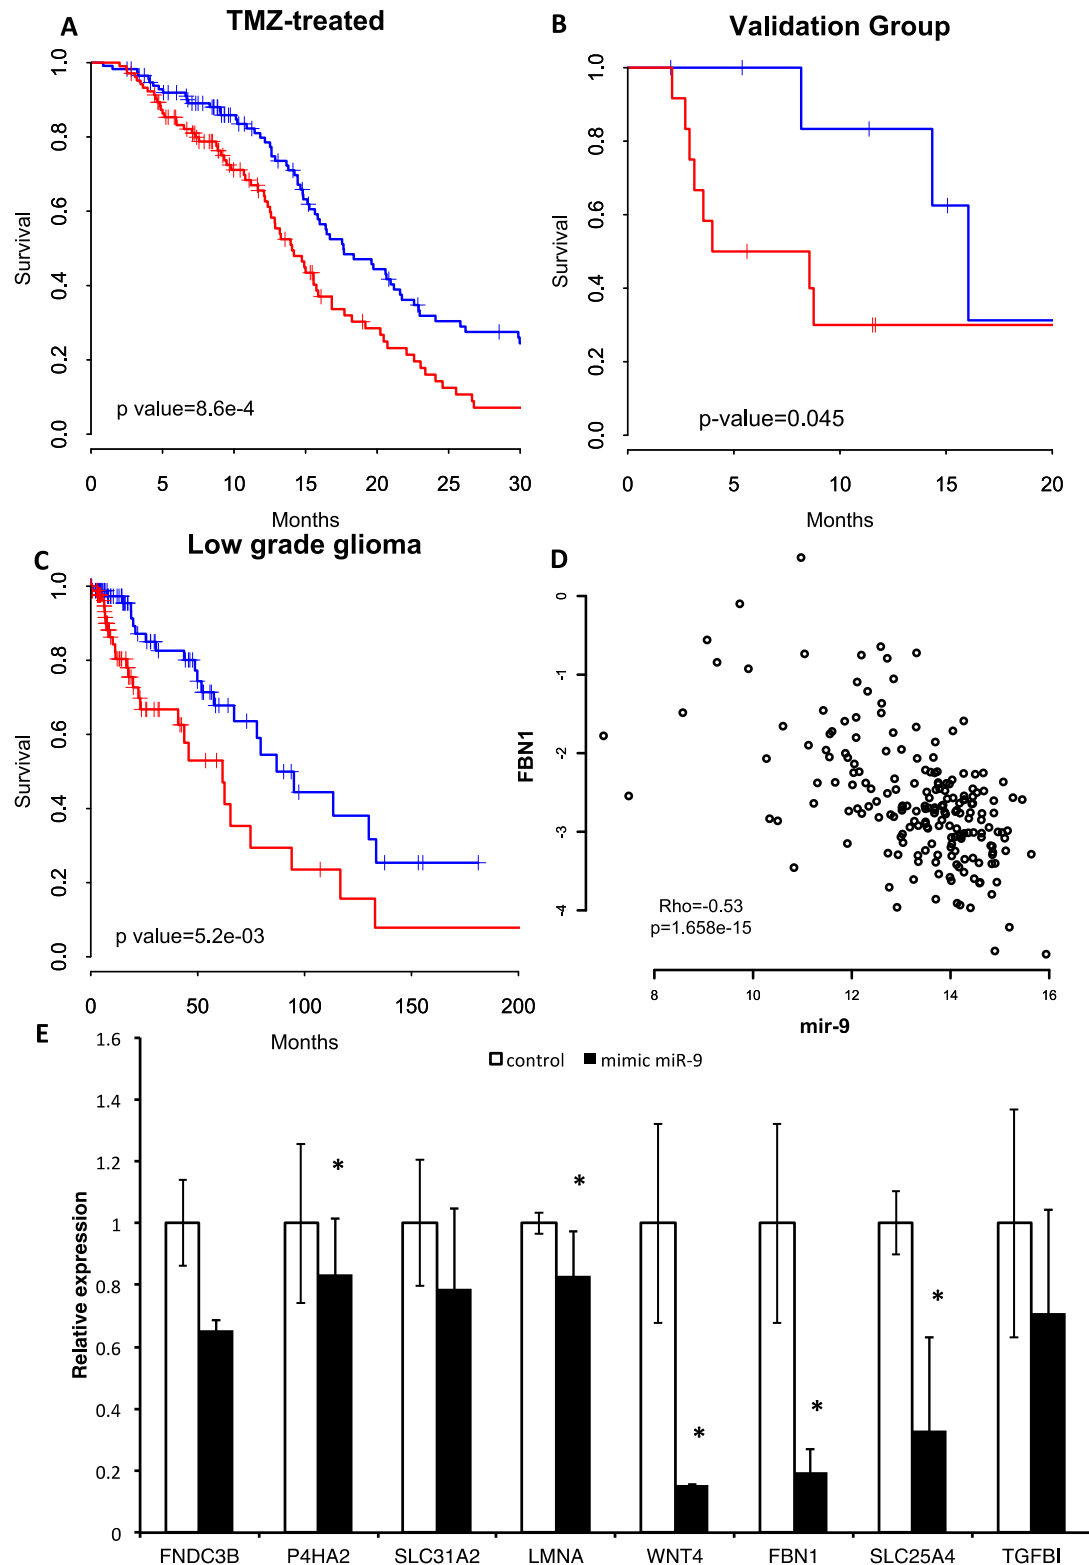 A
TMZ-treated
Survival
0.0 0.2 0.4 0.6 0.8 1.0
p value=8.6e-4
0 5 10 15 20 25 30
Months
B
Validation Group
Survival
0.0 0.2 0.4 0.6 0.8 1.0
p-value=0.045
0 5 10 15 20
Months
C
Low grade glioma
Survival
0.0 0.2 0.4 0.6 0.8 1.0
p value=5.2e-03
0 50 100 150 200
Months
D
FBN1
0
-1
-2
-3
-4
Rho=-0.53
p=1.658e-15
8 10 12 14 16
mir-9
E
control mimic miR-9
Relative expression
1.6
1.4
1.2
1
0.8
0.6
0.4
0.2
0
* * * * *
FNDC3B P4HA2 SLC31A2 LMNA WNT4 FBN1 SLC25A4 TGFBI